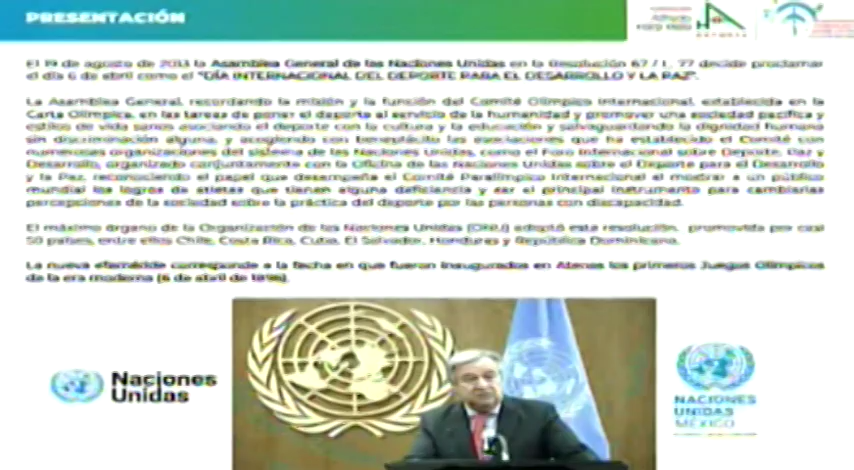 PRESENTACIÓN
El 19 de agosto de 2013 la Asamblea General de las Naciones Unidas en la Resolución 67 / L. 77 decide proclamar
el día 6 de abril como el "DÍA INTERNACIONAL DEL DEPORTE PARA EL DESARROLLO Y LA PAZ".
La Asamblea General, recordando la misión y la función del Comité Olímpico Internacional, establecida en la
Carta Olímpica, en las tareas de poner el deporte al servicio de la humanidad y promover una sociedad pacífica y
estilos de vida sanos asociando el deporte con la cultura y la educación y salvaguardando la dignidad humana
sin discriminación alguna, y acogiendo con beneplácito las asociaciones que ha establecido el Comité con
numerosas organizaciones del sistema de las Naciones Unidas, como el Foro Internacional sobre Deporte, Paz y
Desarrollo, organizado conjuntamente con la Oficina de las naciones Unidas sobre el Deporte para el Desarrollo
y la Paz, reconociendo el papel que desempeña el Comité Paralímpico Internacional al mostrar a un público
mundial los logros de atletas que tienen alguna deficiencia y ser el principal instrumento para cambiar las
percepciones de la sociedad sobre la práctica del deporte por las personas con discapacidad.
El máximo órgano de la Organización de las Naciones Unidas (ONU) adoptó esta resolución, promovida por casi
50 países, entre ellos Chile, Costa Rica, Cuba, El Salvador, Honduras y República Dominicana.
La nueva efeméride corresponde a la fecha en que fueron inaugurados en Atenas los primeros Juegos Olímpicos
de la era moderna (6 de abril de 1896).
Naciones
Unidas
NACIONES
UNIDAS
MÉXICO